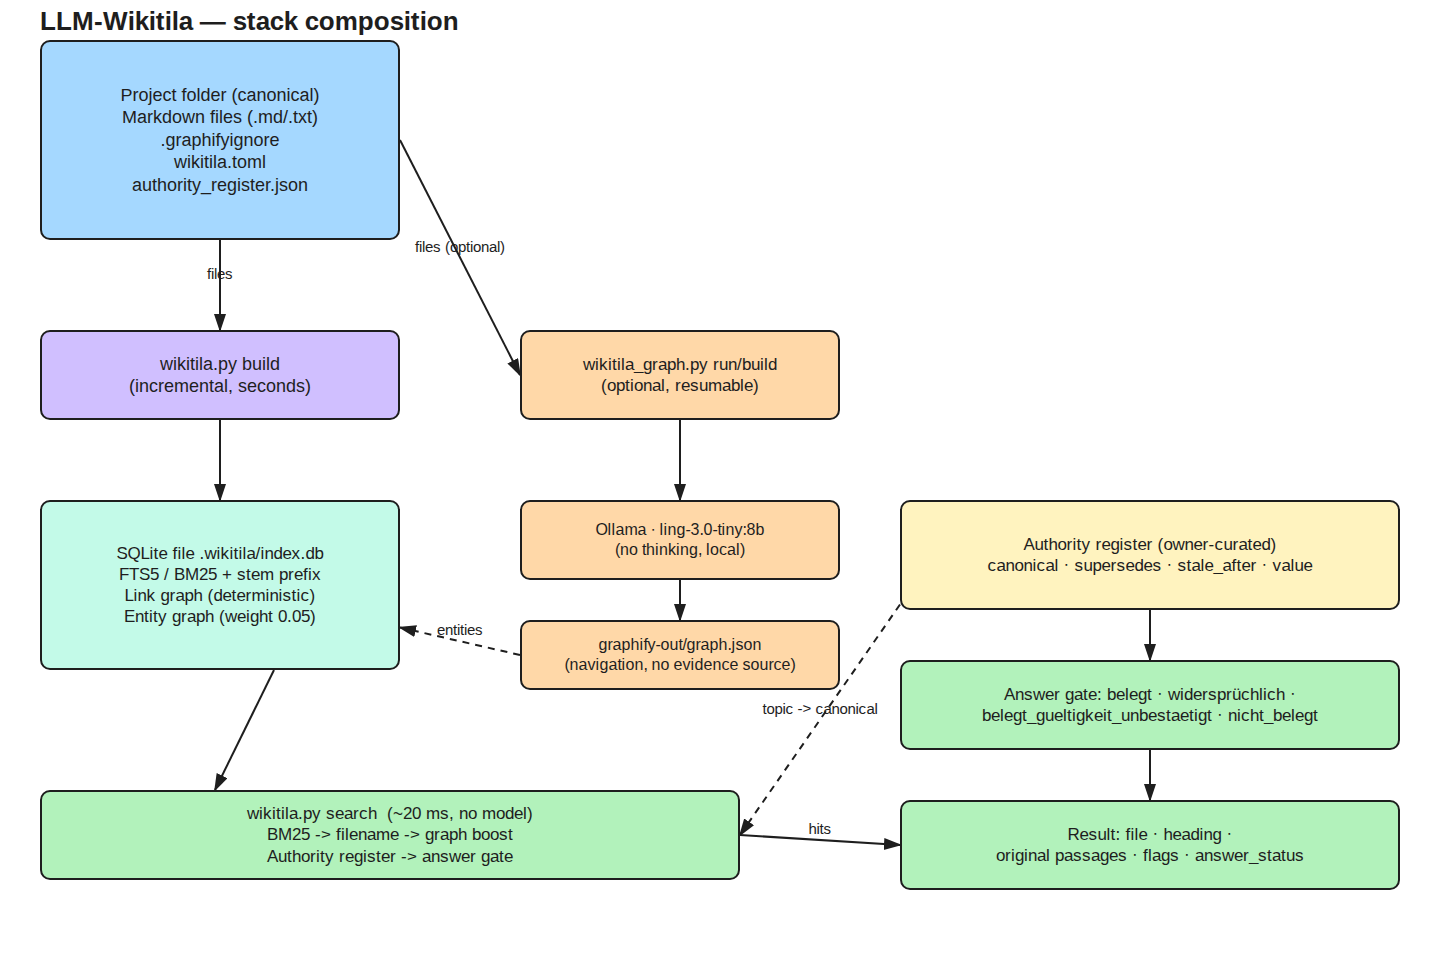 LLM-Wikitila — stack composition
Project folder (canonical)
Markdown files (.md/.txt)
.graphifyignore
wikitila.toml
authority_register.json
files (optional)
files
wikitila.py build
(incremental, seconds)
wikitila_graph.py run/build
(optional, resumable)
SQLite file .wikitila/index.db
FTS5 / BM25 + stem prefix
Link graph (deterministic)
Entity graph (weight 0.05)
Ollama · ling-3.0-tiny:8b
(no thinking, local)
Authority register (owner-curated)
canonical · supersedes · stale_after · value
entities
graphify-out/graph.json
(navigation, no evidence source)
topic -> canonical
Answer gate: belegt · widersprüchlich ·
belegt_gueltigkeit_unbestaetigt · nicht_belegt
wikitila.py search  (~20 ms, no model)
BM25 -> filename -> graph boost
Authority register -> answer gate
hits
Result: file · heading ·
original passages · flags · answer_status